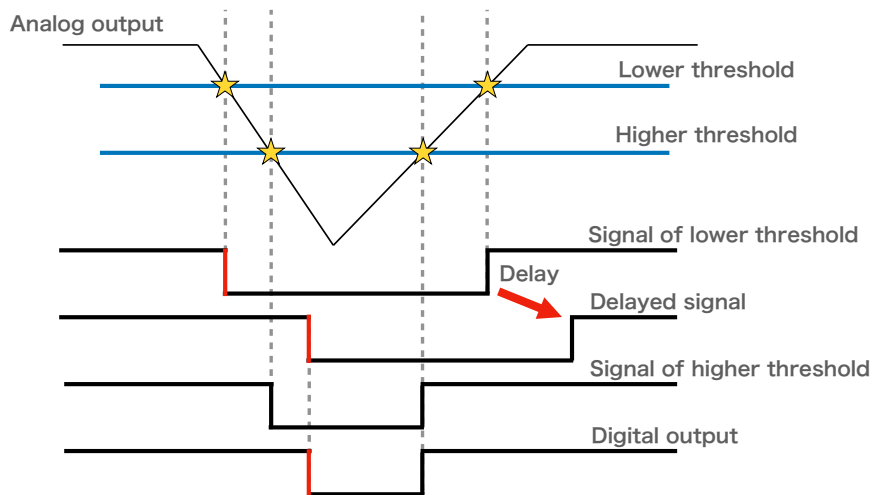 Analog output
Lower threshold
Higher threshold
Signal of lower threshold
Delay
Delayed signal
Signal of higher threshold
Digital output